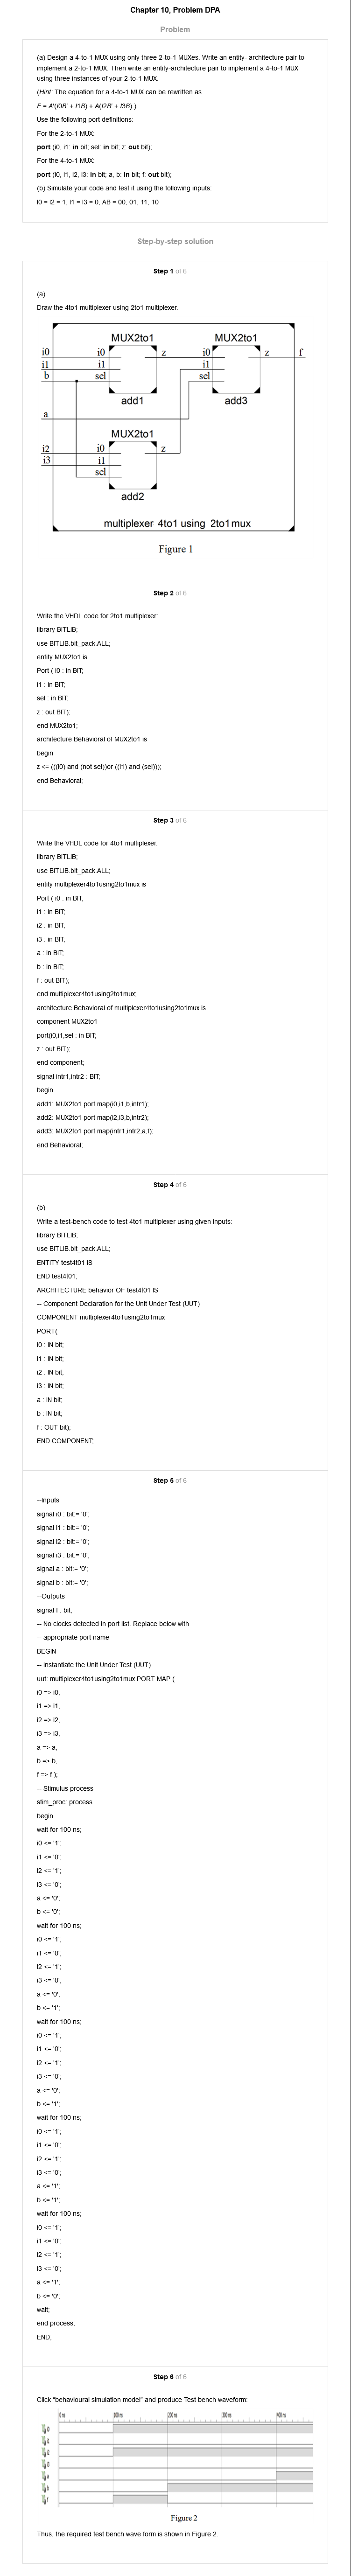 Chapter 10, Problem DPA
Problem
(a) Design a 4-to-1 MUX using only three 2-to-1 MUXes. Write an entity- architecture pair to
implement a 2-to-1 MUX. Then write an entity-architecture pair to implement a 4-to-1 MUX
using three instances of your 2-to-1 MUX.
(Hint: The equation for a 4-to-1 MUX can be rewritten as
F = A'(I0B' + I1B) + A(I2B' + I3B).)
Use the following port definitions:
For the 2-to-1 MUX:
port (i0, i1: in bit; sel: in bit; z: out bit);
For the 4-to-1 MUX:
port (i0, i1, i2, i3: in bit; a, b: in bit; f: out bit);
(b) Simulate your code and test it using the following inputs:
I0 = I2 = 1, I1 = I3 = 0, AB = 00, 01, 11, 10
Step-by-step solution
Step 1 of 6
(a)
Draw the 4to1 multiplexer using 2to1 multiplexer.
MUX2to1 MUX2to1
i0 i0 z i0 z f
i1 i1 i1
b sel sel
add1 add3
a
MUX2to1
i2 i0 z
i3 i1
sel
add2
multiplexer 4to1 using 2to1mux
Figure 1
Step 2 of 6
Write the VHDL code for 2to1 multiplexer:
library BITLIB;
use BITLIB.bit_pack.ALL;
entity MUX2to1 is
Port ( i0 : in BIT;
i1 : in BIT;
sel : in BIT;
z : out BIT);
end MUX2to1;
architecture Behavioral of MUX2to1 is
begin
z <= (((i0) and (not sel))or ((i1) and (sel)));
end Behavioral;
Step 3 of 6
Write the VHDL code for 4to1 multiplexer.
library BITLIB;
use BITLIB.bit_pack.ALL;
entity multiplexer4to1using2to1mux is
Port ( i0 : in BIT;
i1 : in BIT;
i2 : in BIT;
i3 : in BIT;
a : in BIT;
b : in BIT;
f : out BIT);
end multiplexer4to1using2to1mux;
architecture Behavioral of multiplexer4to1using2to1mux is
component MUX2to1
port(i0,i1,sel : in BIT;
z : out BIT);
end component;
signal intr1,intr2 : BIT;
begin
add1: MUX2to1 port map(i0,i1,b,intr1);
add2: MUX2to1 port map(i2,i3,b,intr2);
add3: MUX2to1 port map(intr1,intr2,a,f);
end Behavioral;
Step 4 of 6
(b)
Write a test-bench code to test 4to1 multiplexer using given inputs:
library BITLIB;
use BITLIB.bit_pack.ALL;
ENTITY test4t01 IS
END test4t01;
ARCHITECTURE behavior OF test4t01 IS
-- Component Declaration for the Unit Under Test (UUT)
COMPONENT multiplexer4to1using2to1mux
PORT(
i0 : IN bit;
i1 : IN bit;
i2 : IN bit;
i3 : IN bit;
a : IN bit;
b : IN bit;
f : OUT bit);
END COMPONENT;
Step 5 of 6
--Inputs
signal i0 : bit:= '0';
signal i1 : bit:= '0';
signal i2 : bit:= '0';
signal i3 : bit:= '0';
signal a : bit:= '0';
signal b : bit:= '0';
--Outputs
signal f : bit;
-- No clocks detected in port list. Replace below with
-- appropriate port name
BEGIN
-- Instantiate the Unit Under Test (UUT)
uut: multiplexer4to1using2to1mux PORT MAP (
i0 => i0,
i1 => i1,
i2 => i2,
i3 => i3,
a => a,
b => b,
f => f );
-- Stimulus process
stim_proc: process
begin
wait for 100 ns;
i0 <= '1';
i1 <= '0';
i2 <= '1';
i3 <= '0';
a <= '0';
b <= '0';
wait for 100 ns;
i0 <= '1';
i1 <= '0';
i2 <= '1';
i3 <= '0';
a <= '0';
b <= '1';
wait for 100 ns;
i0 <= '1';
i1 <= '0';
i2 <= '1';
i3 <= '0';
a <= '0';
b <= '1';
wait for 100 ns;
i0 <= '1';
i1 <= '0';
i2 <= '1';
i3 <= '0';
a <= '1';
b <= '1';
wait for 100 ns;
i0 <= '1';
i1 <= '0';
i2 <= '1';
i3 <= '0';
a <= '1';
b <= '0';
wait;
end process;
END;
Step 6 of 6
Click "behavioural simulation model" and produce Test bench waveform:
0 ns 100 ns 200 ns 300 ns 400 ns
Figure 2
Thus, the required test bench wave form is shown in Figure 2.